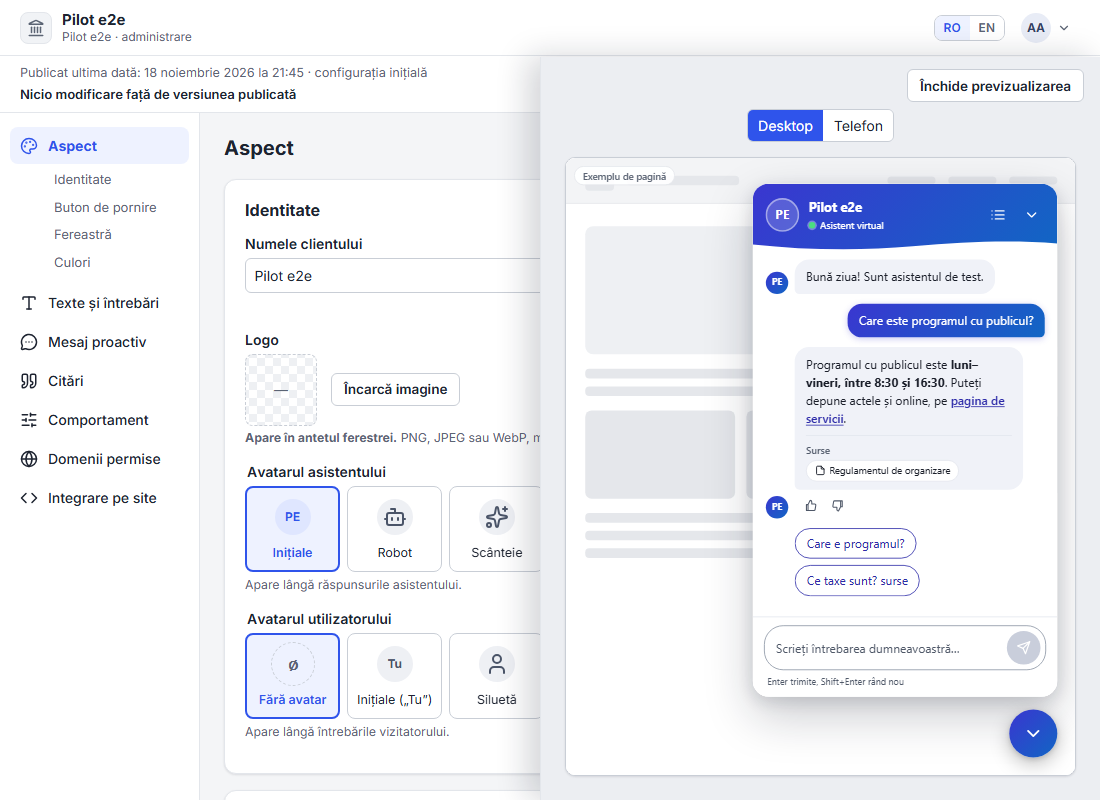 Pilot e2e
Pilot e2e · administrare
RO EN
AA
Publicat ultima dată: 18 noiembrie 2026 la 21:45 · configurația inițială
Nicio modificare față de versiunea publicată
Aspect
Identitate
Buton de pornire
Fereastră
Culori
Texte și întrebări
Mesaj proactiv
Citări
Comportament
Domenii permise
Integrare pe site
Aspect
Identitate
Numele clientului
Pilot e2e
Logo
—
Încarcă imagine
Apare în antetul ferestrei. PNG, JPEG sau WebP,
Avatarul asistentului
PE
Inițiale
Robot
Scânteie
Apare lângă răspunsurile asistentului.
Avatarul utilizatorului
ø
Fără avatar
Tu
Inițiale („Tu”)
Siluetă
Apare lângă întrebările vizitatorului.
Închide previzualizarea
Desktop
Telefon
Exemplu de pagină
PE
Pilot e2e
Asistent virtual
PE
Bună ziua! Sunt asistentul de test.
Care este programul cu publicul?
Programul cu publicul este luni–
vineri, între 8:30 și 16:30. Puteți
depune actele și online, pe pagina de
servicii.
Surse
Regulamentul de organizare
PE
Care e programul?
Ce taxe sunt? surse
Scrieți întrebarea dumneavoastră...
Enter trimite, Shift+Enter rând nou